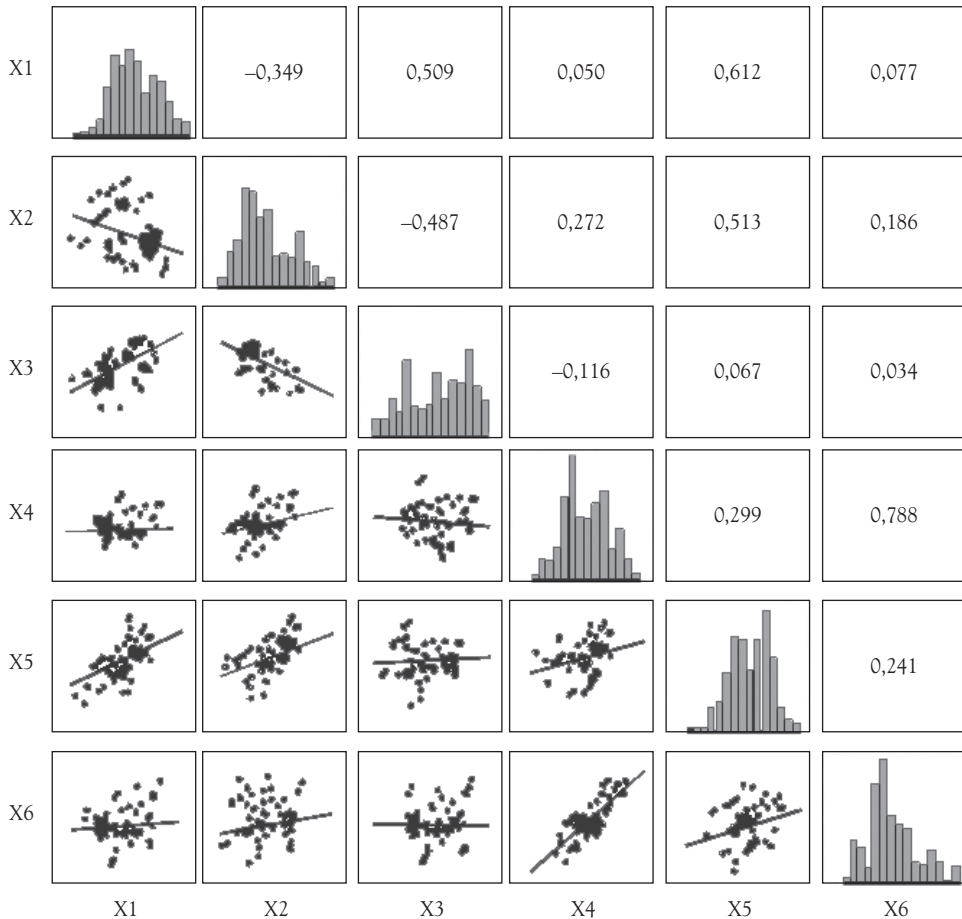 X1 –0,349 0,509 0,050 0,612 0,077
X2 –0,487 0,272 0,513 0,186
X3 –0,116 0,067 0,034
X4 0,299 0,788
X5 0,241
X6
X1 X2 X3 X4 X5 X6